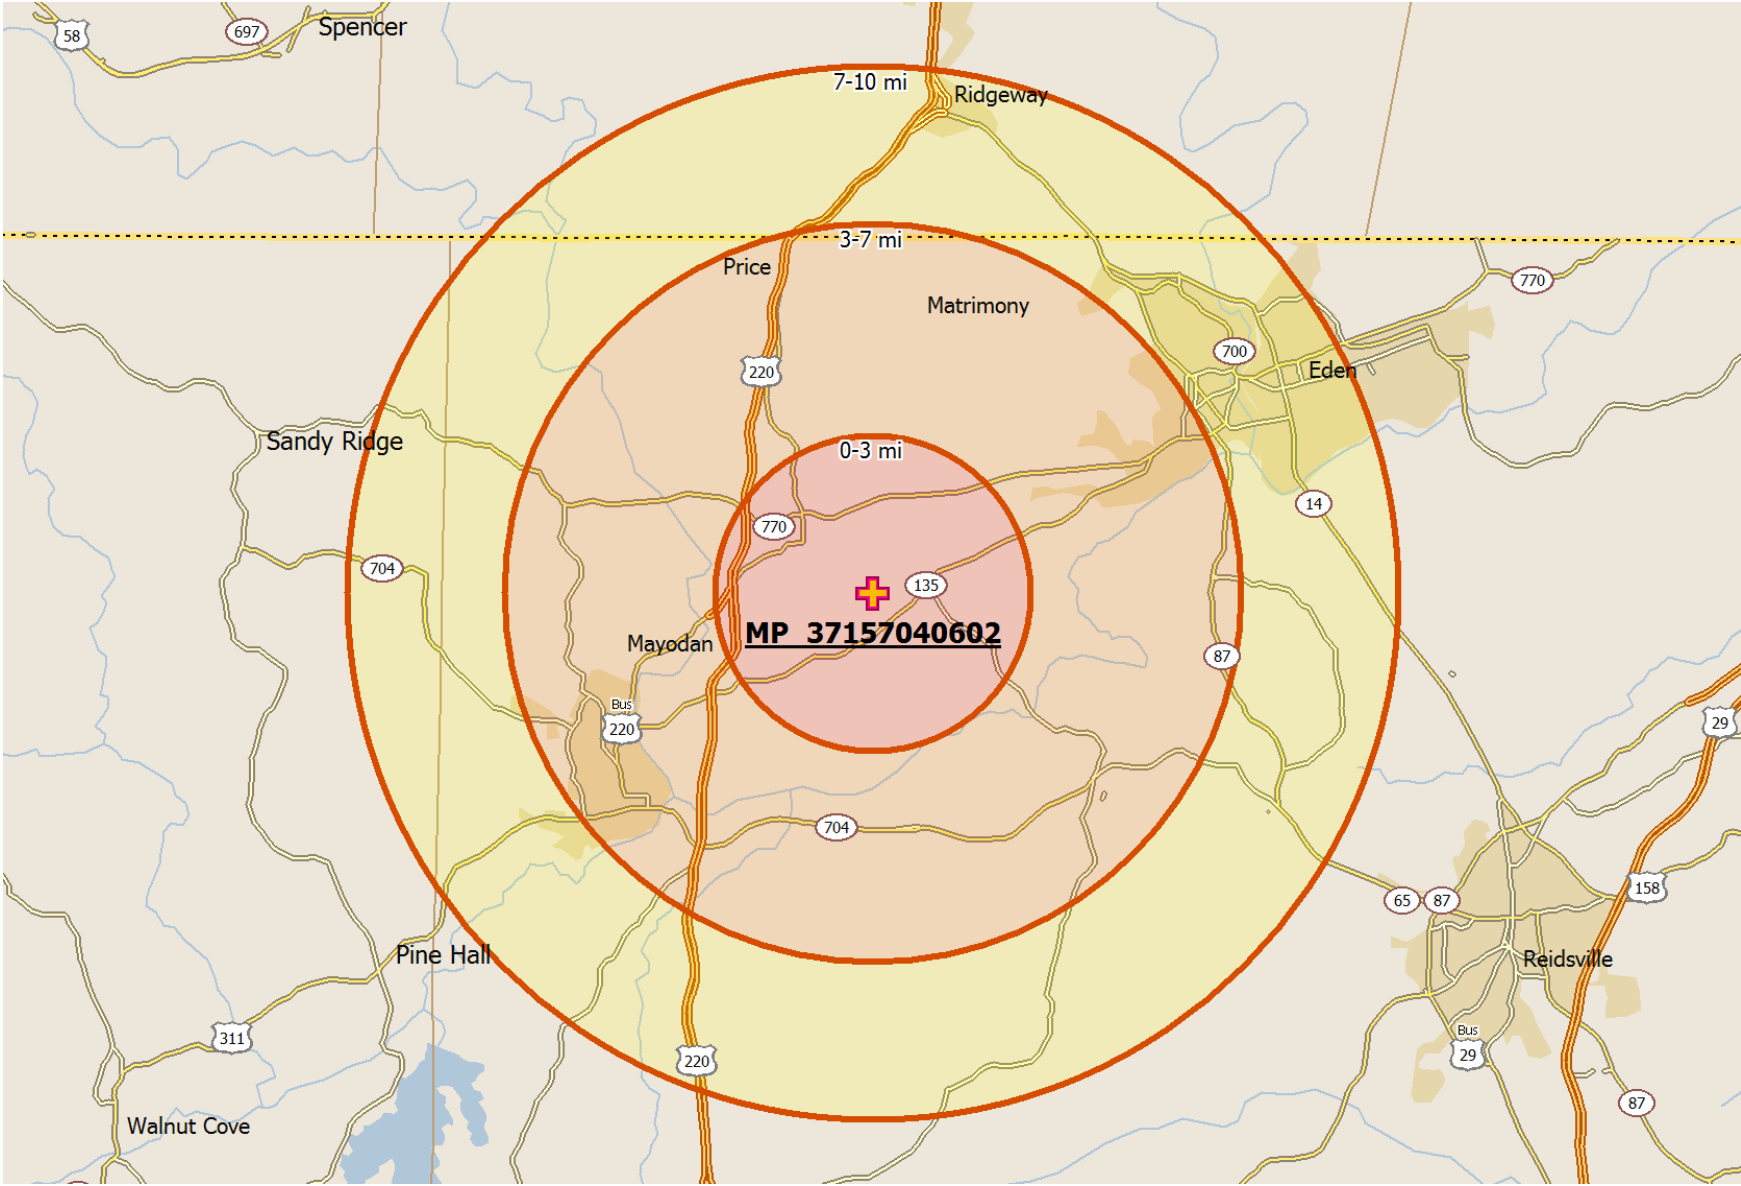 58
697
Spencer
7-10 mi
Ridgeway
3-7 mi
Price
770
Matrimony
700
220
Eden
Sandy Ridge
0-3 mi
14
770
704
135
MP_37157040602
Mayodan
87
Bus
220
29
704
158
65
87
Pine Hall
Reidsville
311
Bus
29
220
87
Walnut Cove